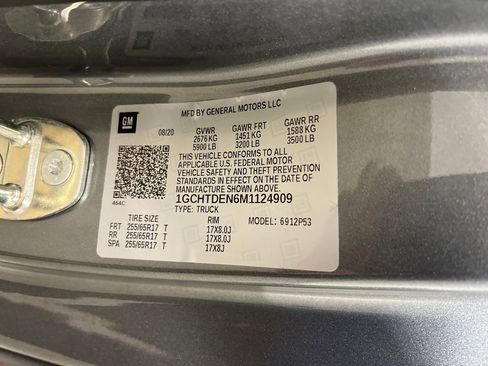 GM
MFD BY GENERAL MOTORS LLC
08/20 GVWR GAWR FRT GAWR RR
2676 KG 1451 KG 1588 KG
5900 LB 3200 LB 3500 LB
THIS VEHICLE CONFORMS TO ALL
APPLICABLE U.S. FEDERAL MOTOR
VEHICLE SAFETY AND THEFT PREVENTION
STANDARDS IN EFFECT ON THE DATE OF
MANUFACTURE SHOWN ABOVE.
464C 1GCHTDEN6M1124909
TYPE: TRUCK
TIRE SIZE RIM MODEL: 6912P53
FRT 255/65R17 T 17X8.0J
RR 255/65R17 T 17X8.0J
SPA 255/65R17 T 17X8J